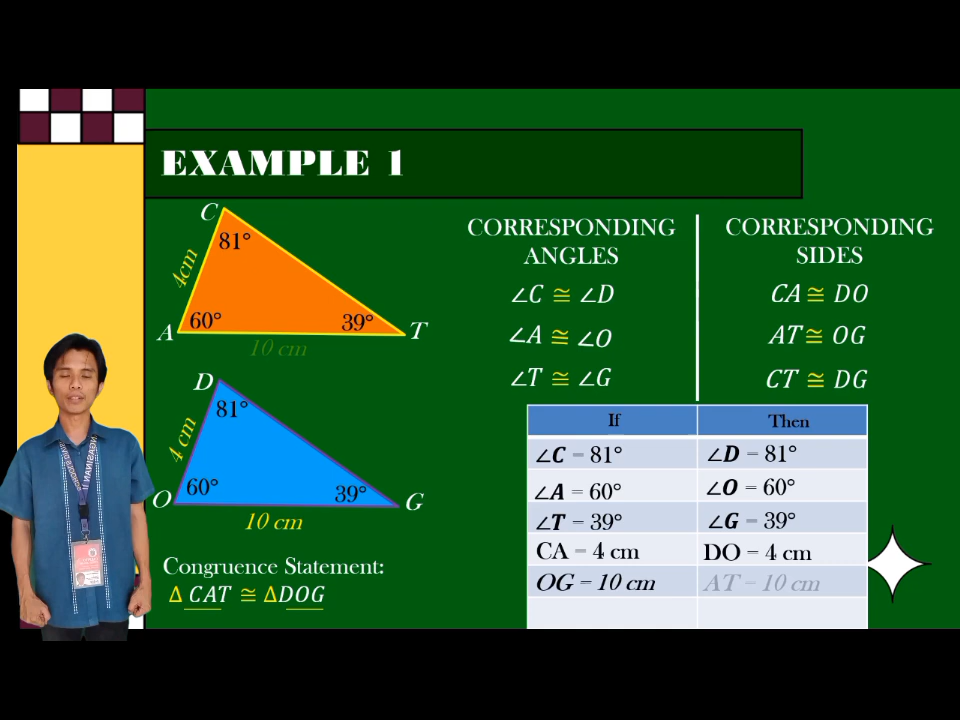 EXAMPLE 1
C
81°
4cm
A
60°
39°
T
10 cm
D
81°
4 cm
O
60°
39°
G
10 cm
Congruence Statement:
Δ CAT ≅ ΔDOG
CORRESPONDING
ANGLES
∠C ≅ ∠D
∠A ≅ ∠O
∠T ≅ ∠G
CORRESPONDING
SIDES
CA ≅ DO
AT ≅ OG
CT ≅ DG
If Then
∠C = 81° ∠D = 81°
∠A = 60° ∠O = 60°
∠T = 39° ∠G = 39°
CA = 4 cm DO = 4 cm
OG = 10 cm AT = 10 cm